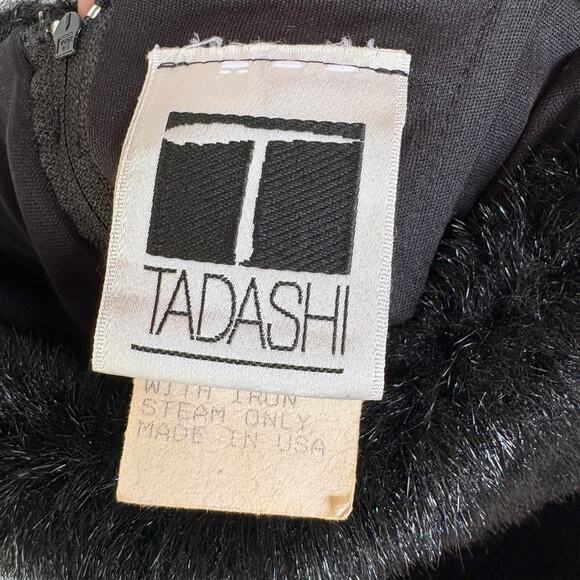 T
TADASHI
WITH IRON
STEAM ONLY
MADE IN USA